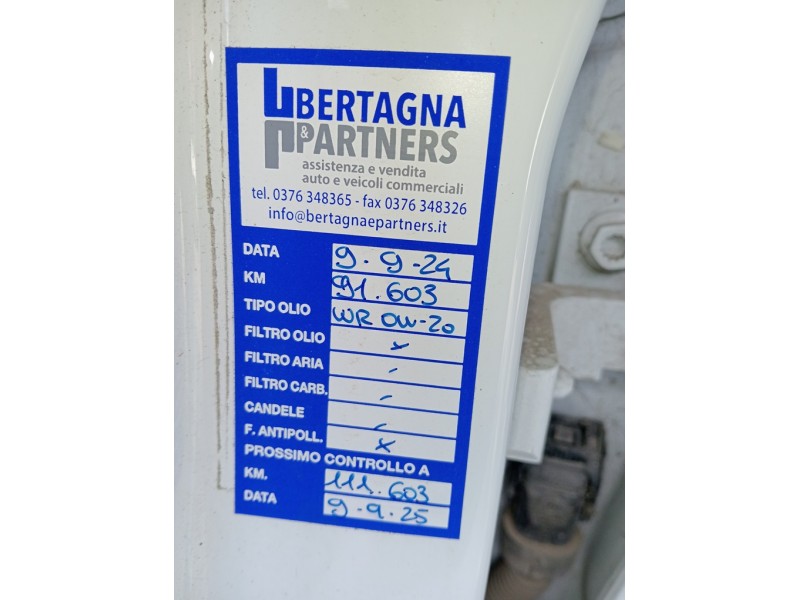 BERTAGNA
& PARTNERS
assistenza e vendita
auto e veicoli commerciali
tel. 0376 348365 - fax 0376 348326
info@bertagnaepartners.it
DATA 9-9-24
KM 91.603
TIPO OLIO WR 0W-20
FILTRO OLIO x
FILTRO ARIA -
FILTRO CARB. -
CANDELE -
F. ANTIPOLL. x
PROSSIMO CONTROLLO A
KM. 111.603
DATA 9-9-25